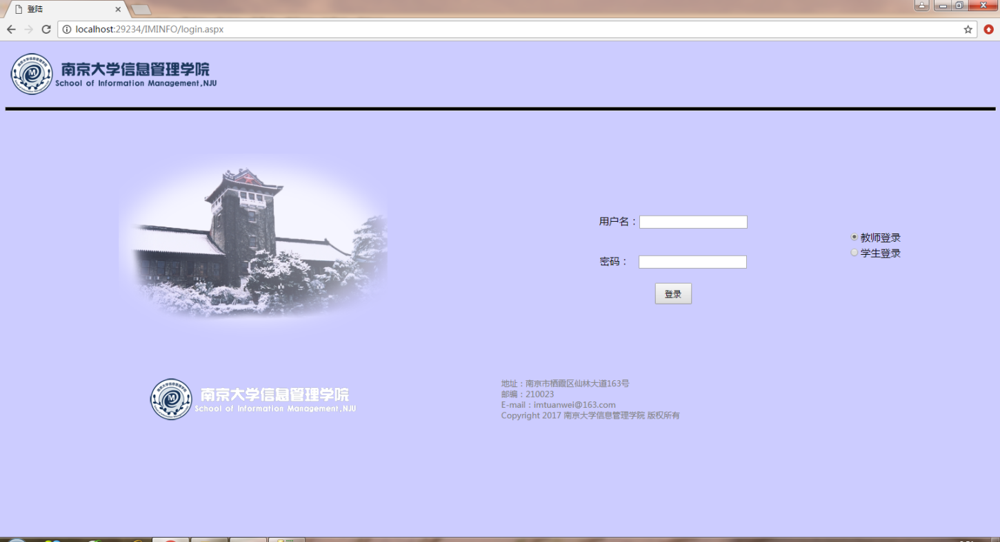 登陆
localhost:29234/IMINFO/login.aspx
南京大学信息管理学院
School of Information Management,NJU
用户名：
教师登录
学生登录
密码：
登录
南京大学信息管理学院
School of Information Management,NJU
地址：南京市栖霞区仙林大道163号
邮编：210023
E-mail：imtuanwei@163.com
Copyright 2017 南京大学信息管理学院 版权所有